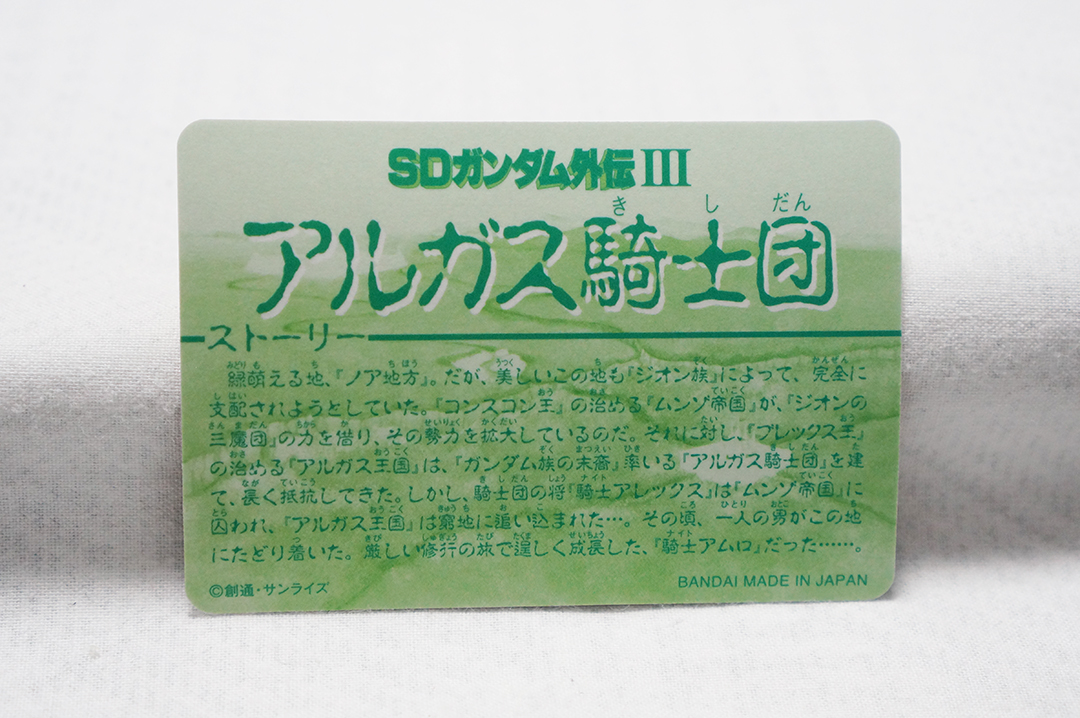 SDガンダム外伝III
きしだん
アルガス騎士団
ストーリー
緑萌える地、『ノア地方』。だが、美しいこの地も『ジオン族』によって、完全に
支配されようとしていた。『コンスコン王』の治める『ムンゾ帝国』が、『ジオンの
三魔団』の力を借り、その勢力を拡大しているのだ。それに対し、『ブレックス王』
の治める『アルガス王国』は、『ガンダム族の末裔』率いる『アルガス騎士団』を建
て、長く抵抗してきた。しかし、騎士団の将『騎士アレックス』は『ムンゾ帝国』に
囚われ、『アルガス王国』は窮地に追い込まれた…。その頃、一人の男がこの地
にたどり着いた。厳しい修行の旅で逞しく成長した、『騎士アムロ』だった……。
©創通・サンライズ
BANDAI MADE IN JAPAN